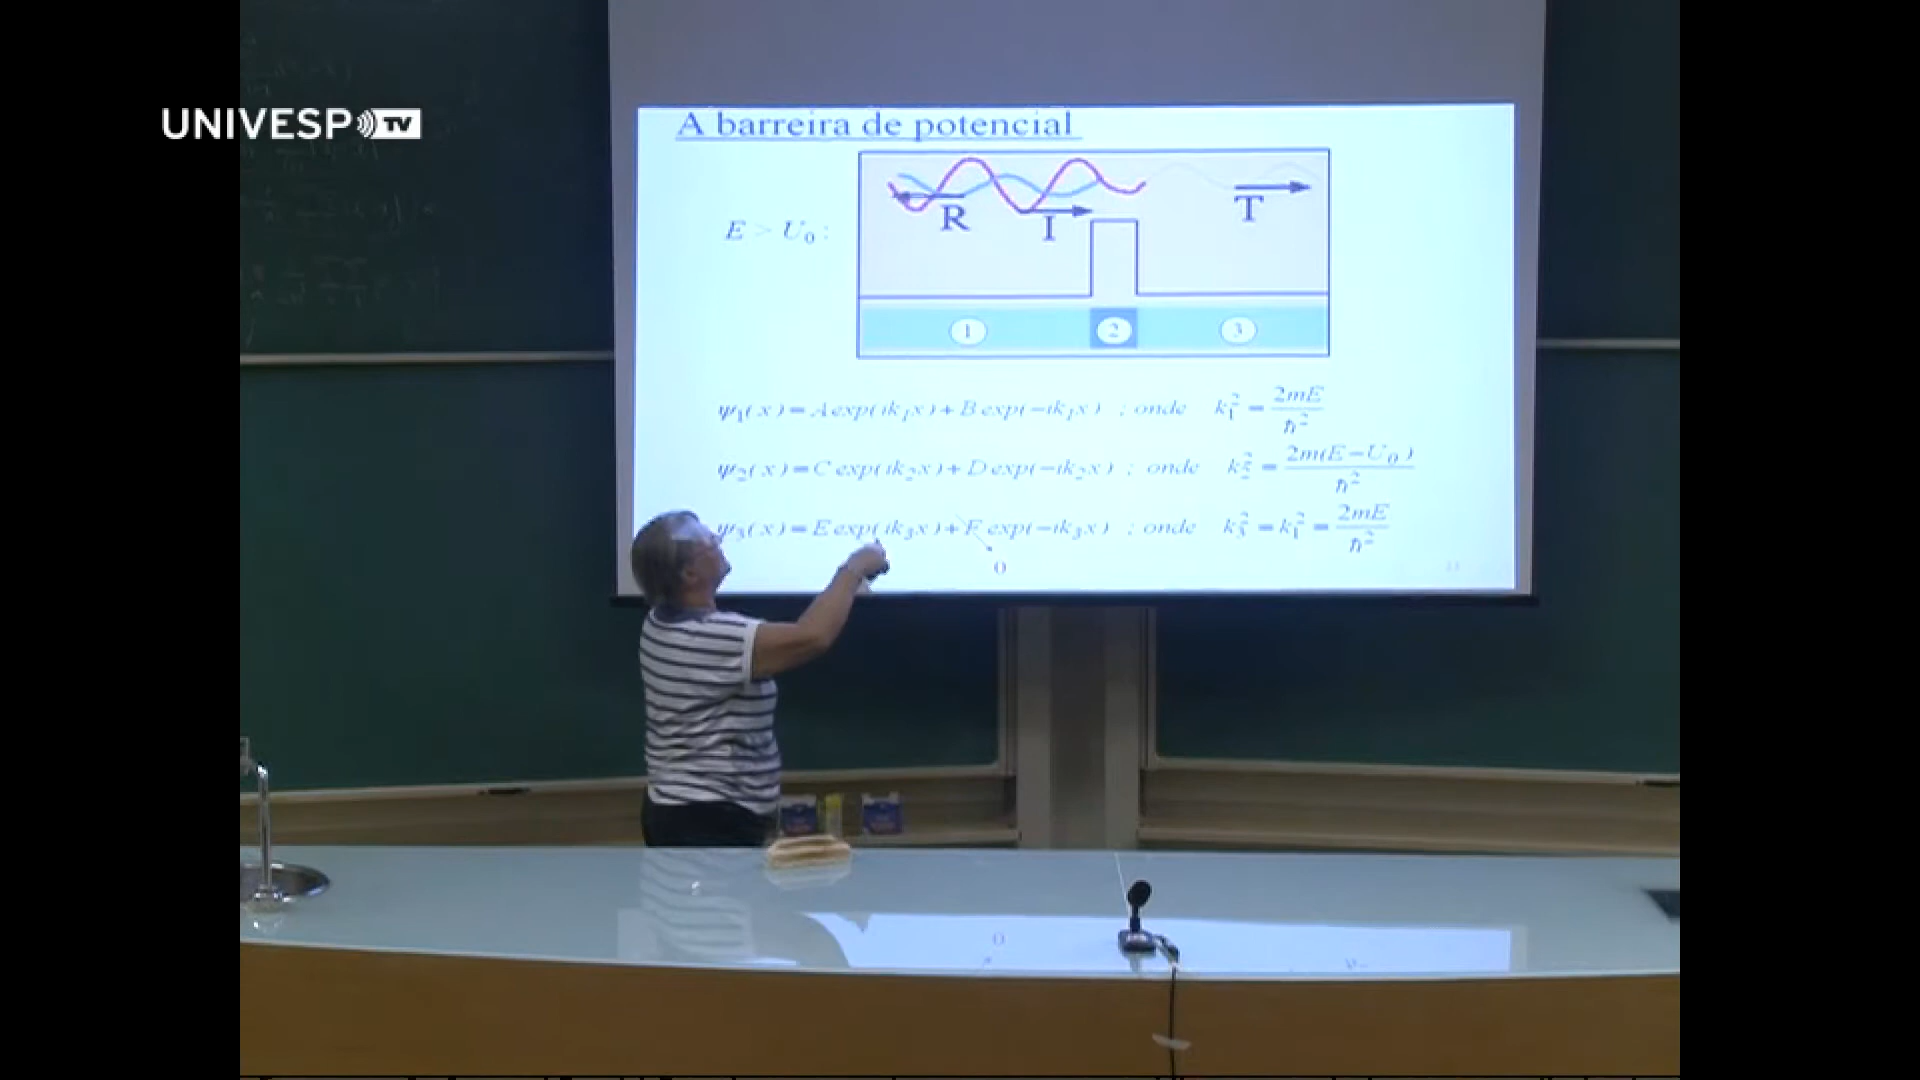 UNIVESP TV
A barreira de potencial
R
I
T
E > U₀ :
1 2 3
ψ₁(x) = A exp(ik₁x) + B exp(−ik₁x) ; onde k₁² = 2mE/ħ²
ψ₂(x) = C exp(ik₂x) + D exp(−ik₂x) ; onde k₂² = 2m(E−U₀)/ħ²
ψ₃(x) = E exp(ik₃x) + F exp(−ik₃x) ; onde k₃² = k₁² = 2mE/ħ²
0